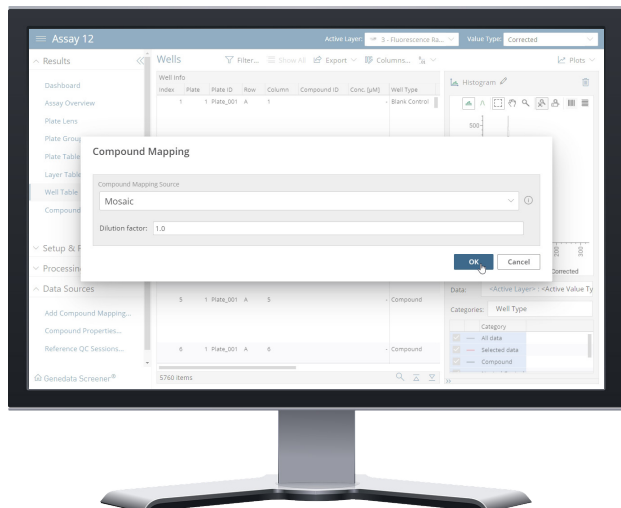 Assay 12
Active Layer: 3 - Fluorescence Ra... Value Type: Corrected
Results
Wells Filter... Show All Export Columns... Plots
Well Info
Index Plate Plate ID Row Column Compound ID Conc. [µM] Well Type
1 1 Plate_001 A 1 - Blank Control
Histogram
500
Dashboard
Assay Overview
Plate Lens
Plate Group
Plate Table
Layer Table
Well Table
Compound
Compound Mapping
Compound Mapping Source
Mosaic
Dilution factor: 1.0
OK Cancel
200 300
Corrected
Setup &
Processing
Data Sources
Add Compound Mapping...
Compound Properties...
Reference QC Sessions...
5 1 Plate_001 A 5 - Compound
6 1 Plate_001 A 6 - Compound
Data: <Active Layer> : <Active Value Ty
Categories: Well Type
Category
All data
Selected data
Compound
Genedata Screener®
5760 items